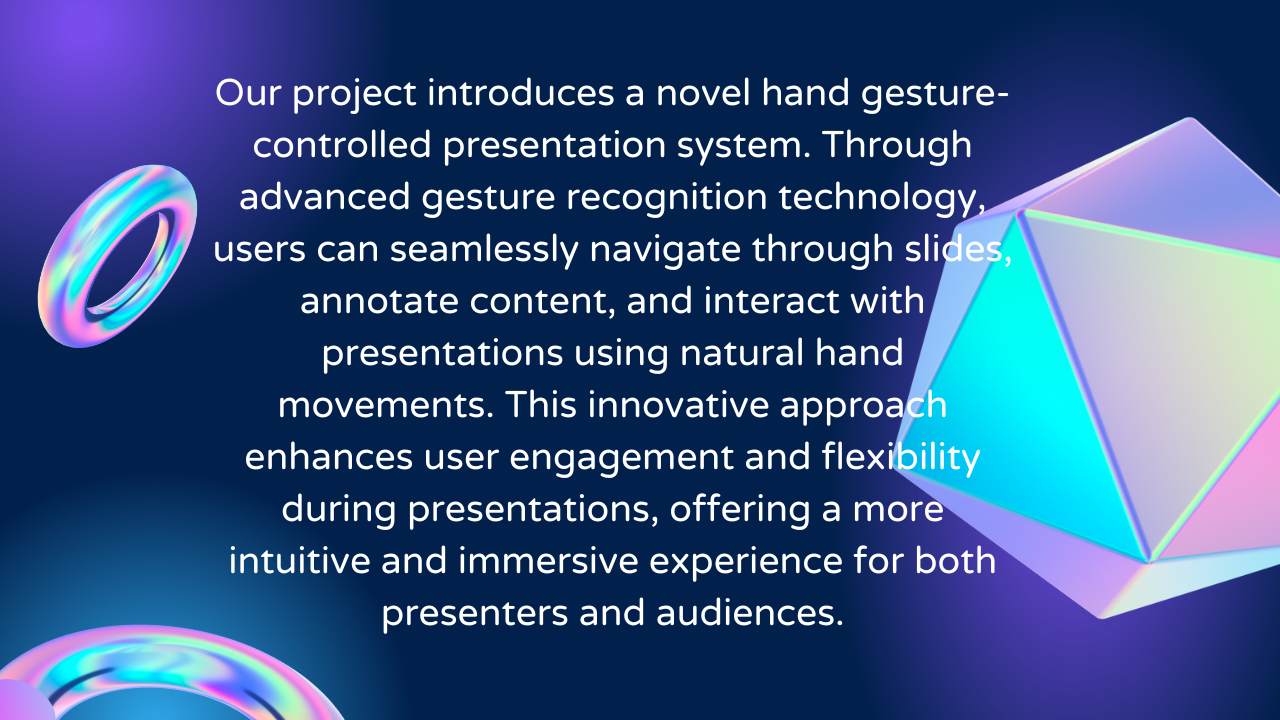 Our project introduces a novel hand gesture-
controlled presentation system. Through
advanced gesture recognition technology,
users can seamlessly navigate through slides,
annotate content, and interact with
presentations using natural hand
movements. This innovative approach
enhances user engagement and flexibility
during presentations, offering a more
intuitive and immersive experience for both
presenters and audiences.